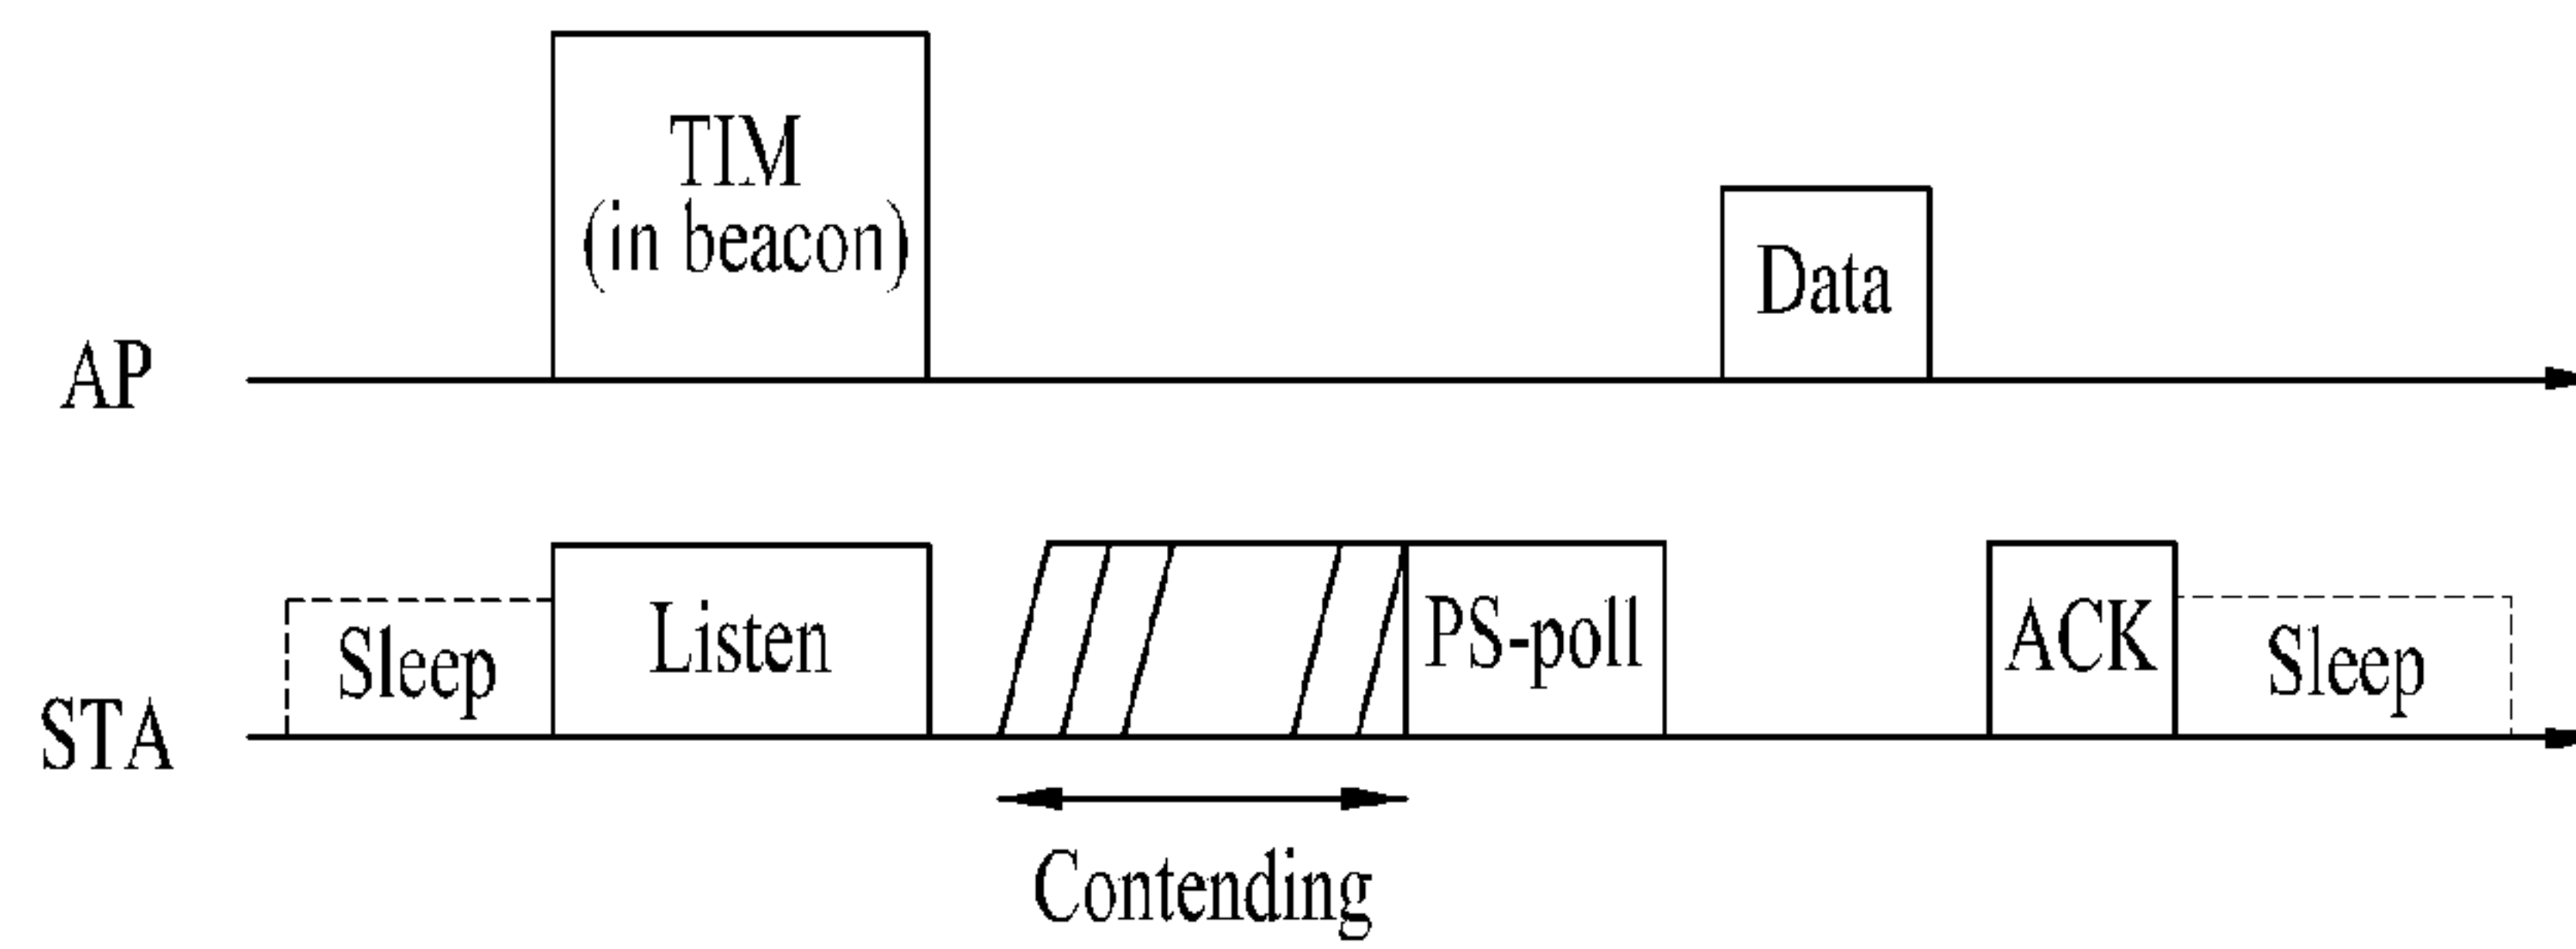 TIM
(in beacon)
Data
AP
Sleep
Listen
PS-poll
ACK
Sleep
STA
Contending